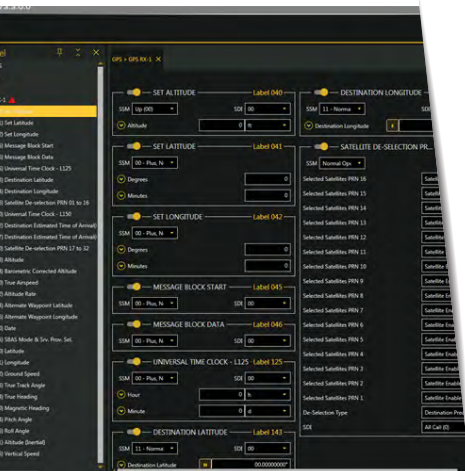 GPS > GPS RX-1 ×
SET ALTITUDE Label 040
SSM Up (00) SDI 00
Altitude 0 ft
SET LATITUDE Label 041
SSM 00 - Plus, N
Degrees 0
Minutes 0
SET LONGITUDE Label 042
SSM 00 - Plus, N
Degrees 0
Minutes 0
MESSAGE BLOCK START Label 045
SSM 00 - Plus, N SDI 00
MESSAGE BLOCK DATA Label 046
SSM 00 - Plus, N SDI 00
UNIVERSAL TIME CLOCK - L125 Label 125
SSM 00 - Plus, N SDI 00
Hour 0 h
Minute 0
DESTINATION LATITUDE Label 143
SSM 11 - Norma SDI 00
Destination Latitude 00.00000000°
DESTINATION LONGITUDE
SSM 11 - Norma
Destination Longitude
SATELLITE DE-SELECTION PR...
SSM Normal Ope
Selected Satellites PRN 16
Selected Satellites PRN 15
Selected Satellites PRN 14
Selected Satellites PRN 13
Selected Satellites PRN 12
Selected Satellites PRN 11
Selected Satellites PRN 10
Selected Satellites PRN 9
Selected Satellites PRN 8
Selected Satellites PRN 7
Selected Satellites PRN 6
Selected Satellites PRN 5
Selected Satellites PRN 4
Selected Satellites PRN 3
Selected Satellites PRN 2 Satellite Enable
Selected Satellites PRN 1 Satellite Enable
De-Selection Type Destination Pred
SDI All Call (0)
Set Latitude
Set Longitude
Message Block Start
Message Block Data
Universal Time Clock - L125
Destination Latitude
Destination Longitude
Satellite De-selection PRN 01 to 16
Universal Time Clock - L150
Destination Estimated Time of Arrival)
Destination Estimated Time of Arrival)
Satellite De-selection PRN 17 to 32
Altitude
Barometric Corrected Altitude
True Airspeed
Altitude Rate
Alternate Waypoint Latitude
Alternate Waypoint Longitude
Date
SBAS Mode & Srv. Prov. Sel.
Latitude
Longitude
Ground Speed
True Track Angle
True Heading
Magnetic Heading
Pitch Angle
Roll Angle
Altitude (Inertial)
Vertical Speed